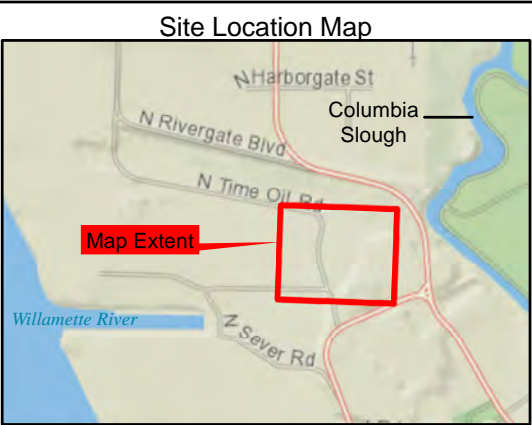 Site Location Map
N Harborgate St
Columbia
Slough
N Rivergate Blvd
N Time Oil Rd
Map Extent
Willamette River
N Sever Rd